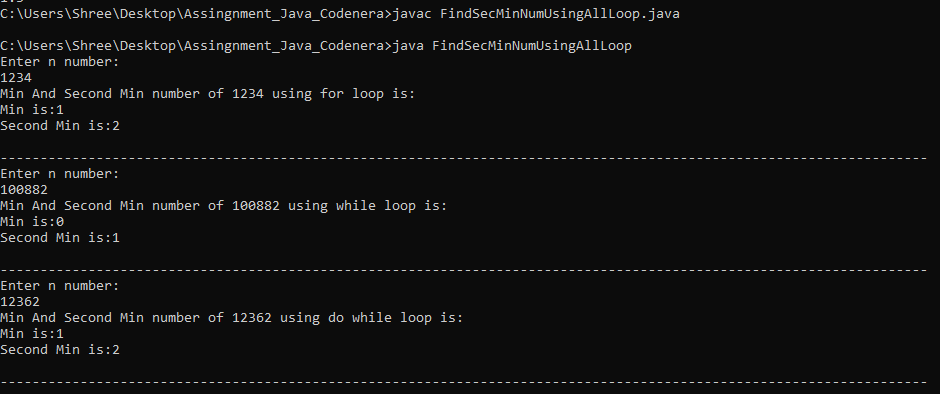 C:\Users\Shree\Desktop\Assingnment_Java_Codenera>javac FindSecMinNumUsingAllLoop.java
C:\Users\Shree\Desktop\Assingnment_Java_Codenera>java FindSecMinNumUsingAllLoop
Enter n number:
1234
Min And Second Min number of 1234 using for loop is:
Min is:1
Second Min is:2
--------------------------------------------------------------------------------------------------------------------
Enter n number:
100882
Min And Second Min number of 100882 using while loop is:
Min is:0
Second Min is:1
--------------------------------------------------------------------------------------------------------------------
Enter n number:
12362
Min And Second Min number of 12362 using do while loop is:
Min is:1
Second Min is:2
--------------------------------------------------------------------------------------------------------------------